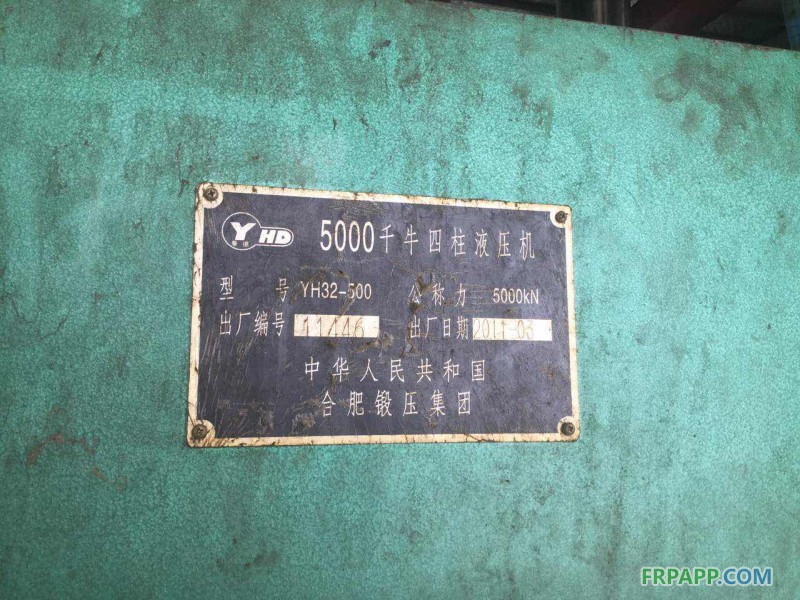 Y HD 5000千牛四柱液压机
型 号 YH32-500 公称力 5000kN
出厂编号 11446 出厂日期 2011-03
中华人民共和国
合肥锻压集团
FRPAPP.COM